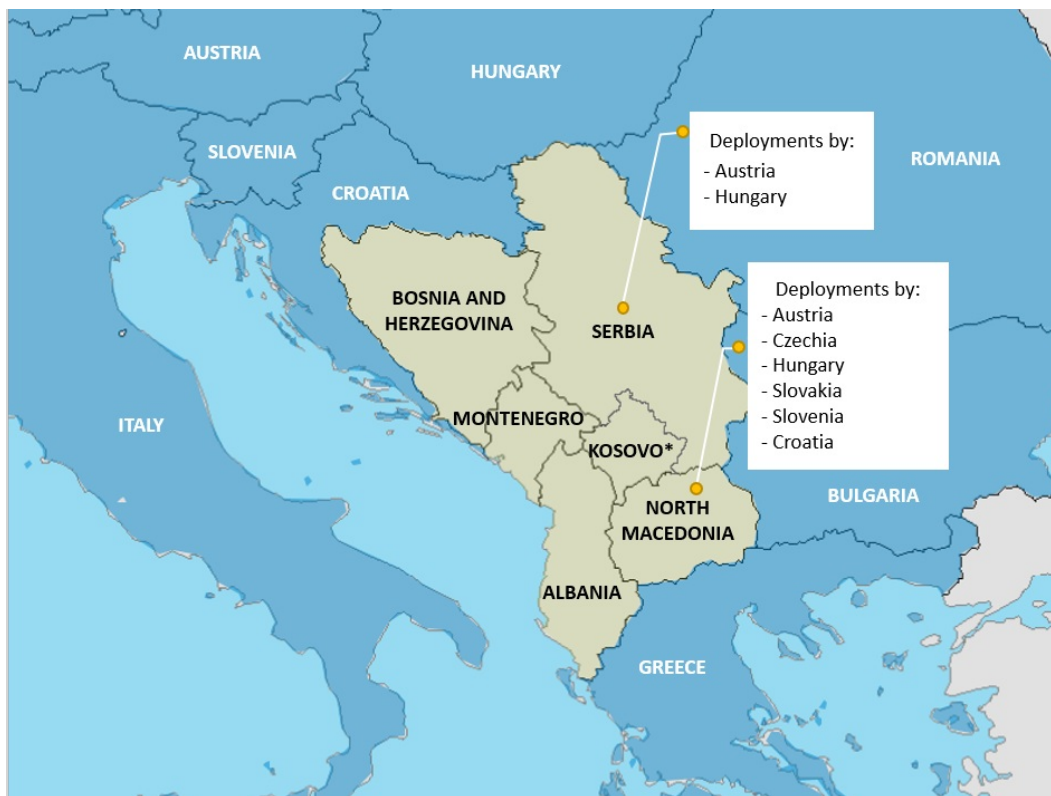 AUSTRIA
HUNGARY
SLOVENIA
CROATIA
ROMANIA
Deployments by:
- Austria
- Hungary
BOSNIA AND
HERZEGOVINA
SERBIA
Deployments by:
- Austria
- Czechia
- Hungary
- Slovakia
- Slovenia
- Croatia
ITALY
MONTENEGRO
KOSOVO*
BULGARIA
NORTH
MACEDONIA
ALBANIA
GREECE